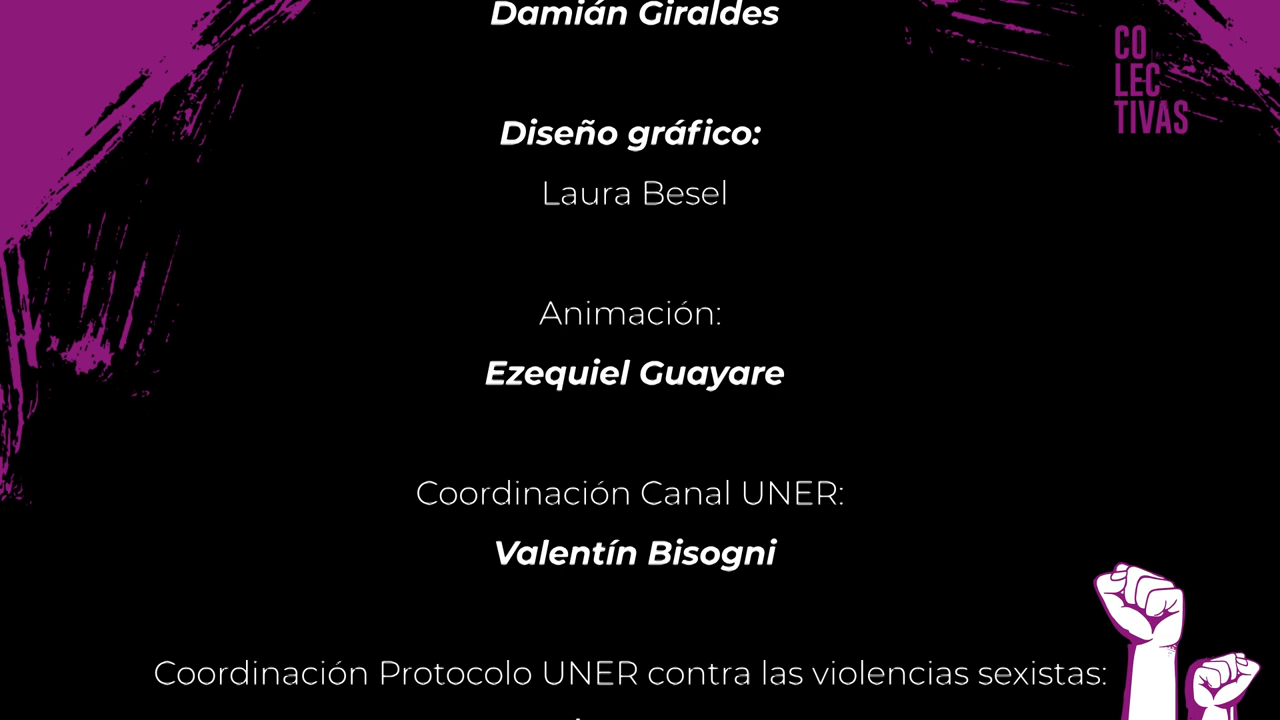 Damián Giraldes
CO
LEC
TIVAS
Diseño gráfico:
Laura Besel
Animación:
Ezequiel Guayare
Coordinación Canal UNER:
Valentín Bisogni
Coordinación Protocolo UNER contra las violencias sexistas: